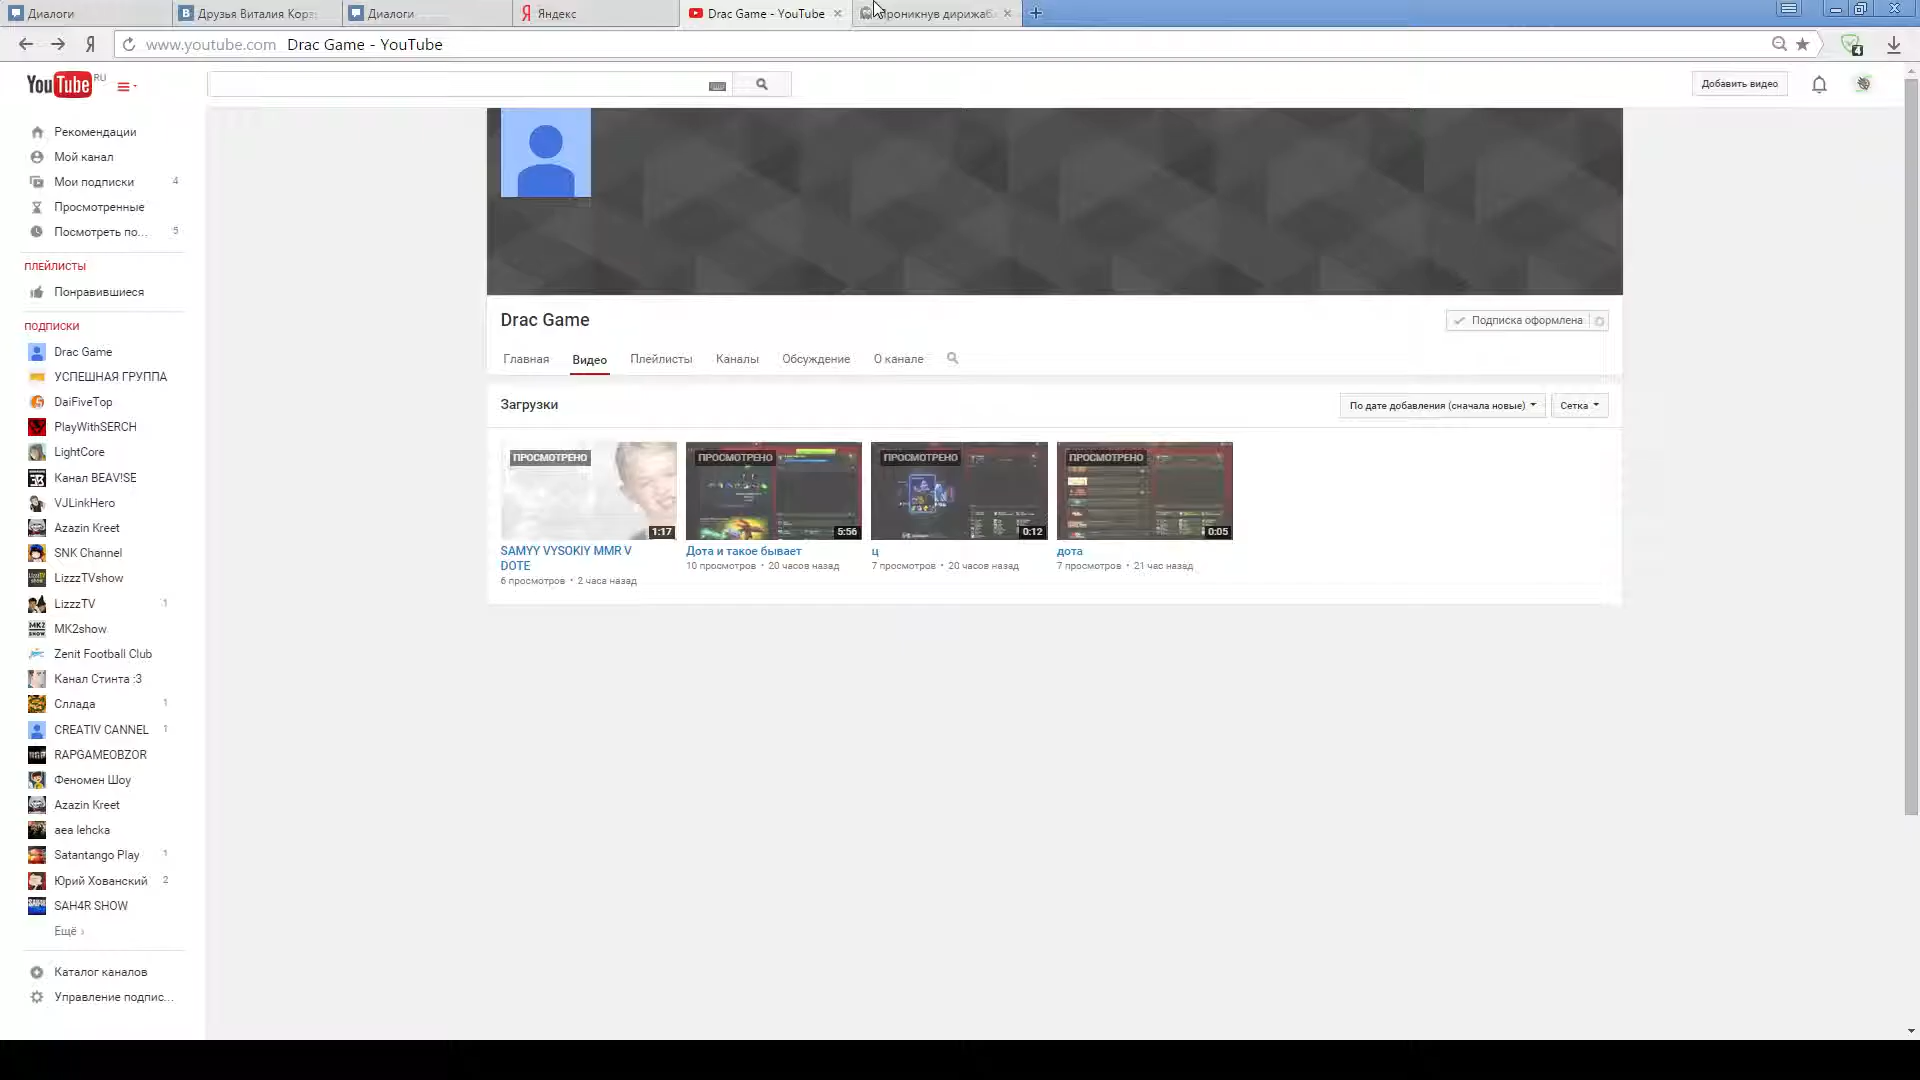 Диалоги
Друзья Виталия Корз
Диалоги
Яндекс
Drac Game - YouTube
роникнув дирижаб
www.youtube.com Drac Game - YouTube
4
YouTube RU
Добавить видео
Рекомендации
Мой канал
Мои подписки 4
Просмотренные
Посмотреть по... 5
ПЛЕЙЛИСТЫ
Понравившиеся
ПОДПИСКИ
Drac Game
УСПЕШНАЯ ГРУППА
DaiFiveTop
PlayWithSERCH
LightCore
Канал BEAV!SE
VJLinkHero
Azazin Kreet
SNK Channel
LizzzTVshow
LizzzTV 1
MK2show
Zenit Football Club
Канал Стинта :3
Сллада 1
CREATIV CANNEL 1
RAPGAMEOBZOR
Феномен Шоу
Azazin Kreet
aea lehcka
Satantango Play 1
Юрий Хованский 2
SAH4R SHOW
Ещё ›
Каталог каналов
Управление подпис...
Drac Game
Подписка оформлена
Главная Видео Плейлисты Каналы Обсуждение О канале
Загрузки
По дате добавления (сначала новые)
Сетка
ПРОСМОТРЕНО
1:17
SAMYY VYSOKIY MMR V
DOTE
6 просмотров • 2 часа назад
ПРОСМОТРЕНО
5:56
Дота и такое бывает
10 просмотров • 20 часов назад
ПРОСМОТРЕНО
0:12
ц
7 просмотров • 20 часов назад
ПРОСМОТРЕНО
0:05
дота
7 просмотров • 21 час назад